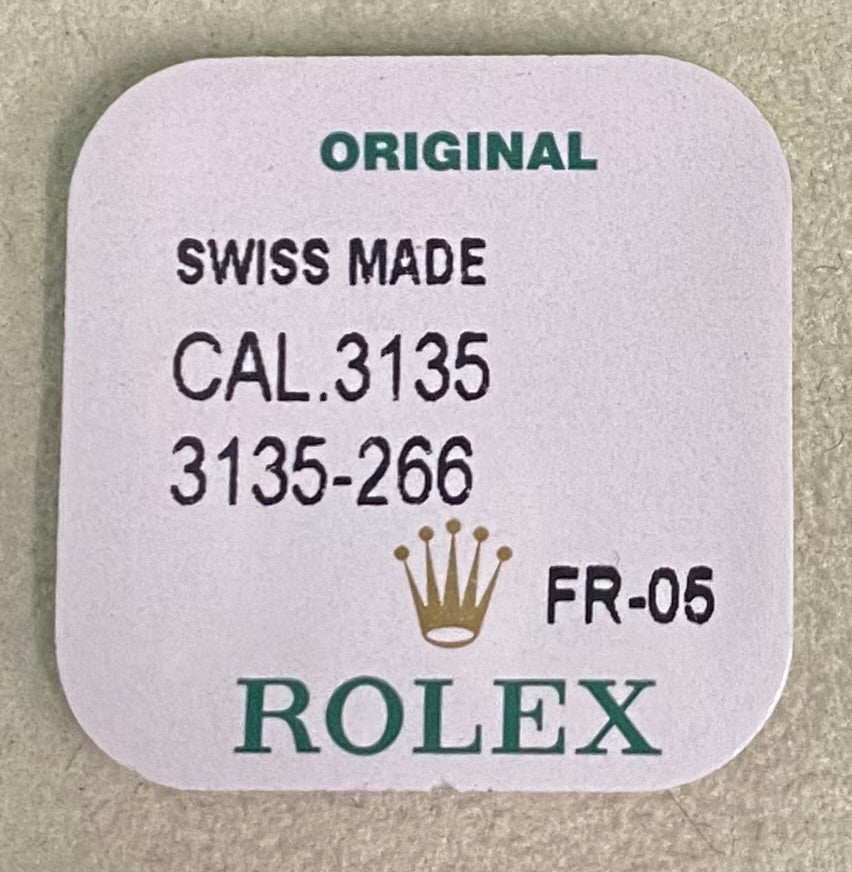 ORIGINAL
SWISS MADE
CAL.3135
3135-266
FR-05
ROLEX